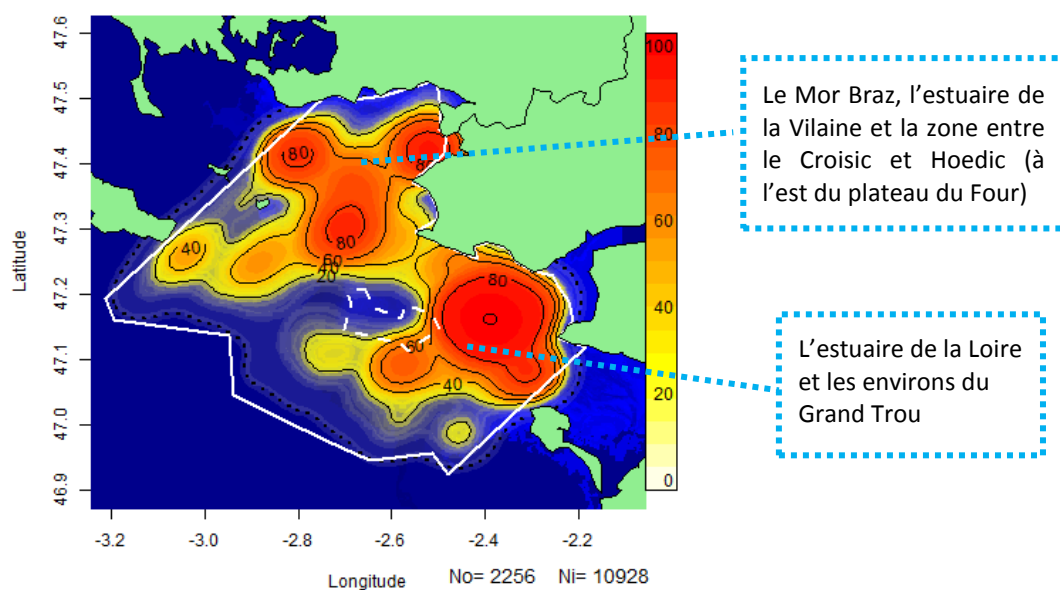 47.6
47.5
47.4
47.3
47.2
47.1
47.0
46.9
Latitude
80
80
60
40
20
40
80
60
40
100
80
60
40
20
0
-3.2 -3.0 -2.8 -2.6 -2.4 -2.2
Longitude No= 2256 Ni= 10928
Le Mor Braz, l’estuaire de
la Vilaine et la zone entre
le Croisic et Hoedic (à
l’est du plateau du Four)
L’estuaire de la Loire
et les environs du
Grand Trou